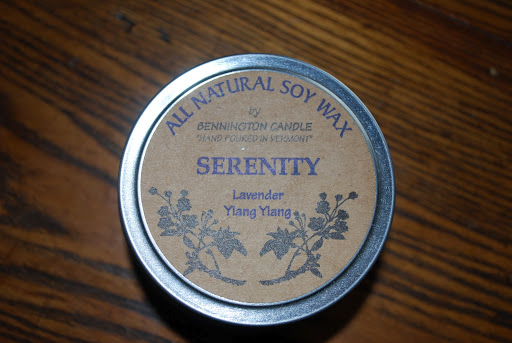 ALL NATURAL SOY WAX
by
BENNINGTON CANDLE
"HAND POURED IN VERMONT"
SERENITY
Lavender
Ylang Ylang